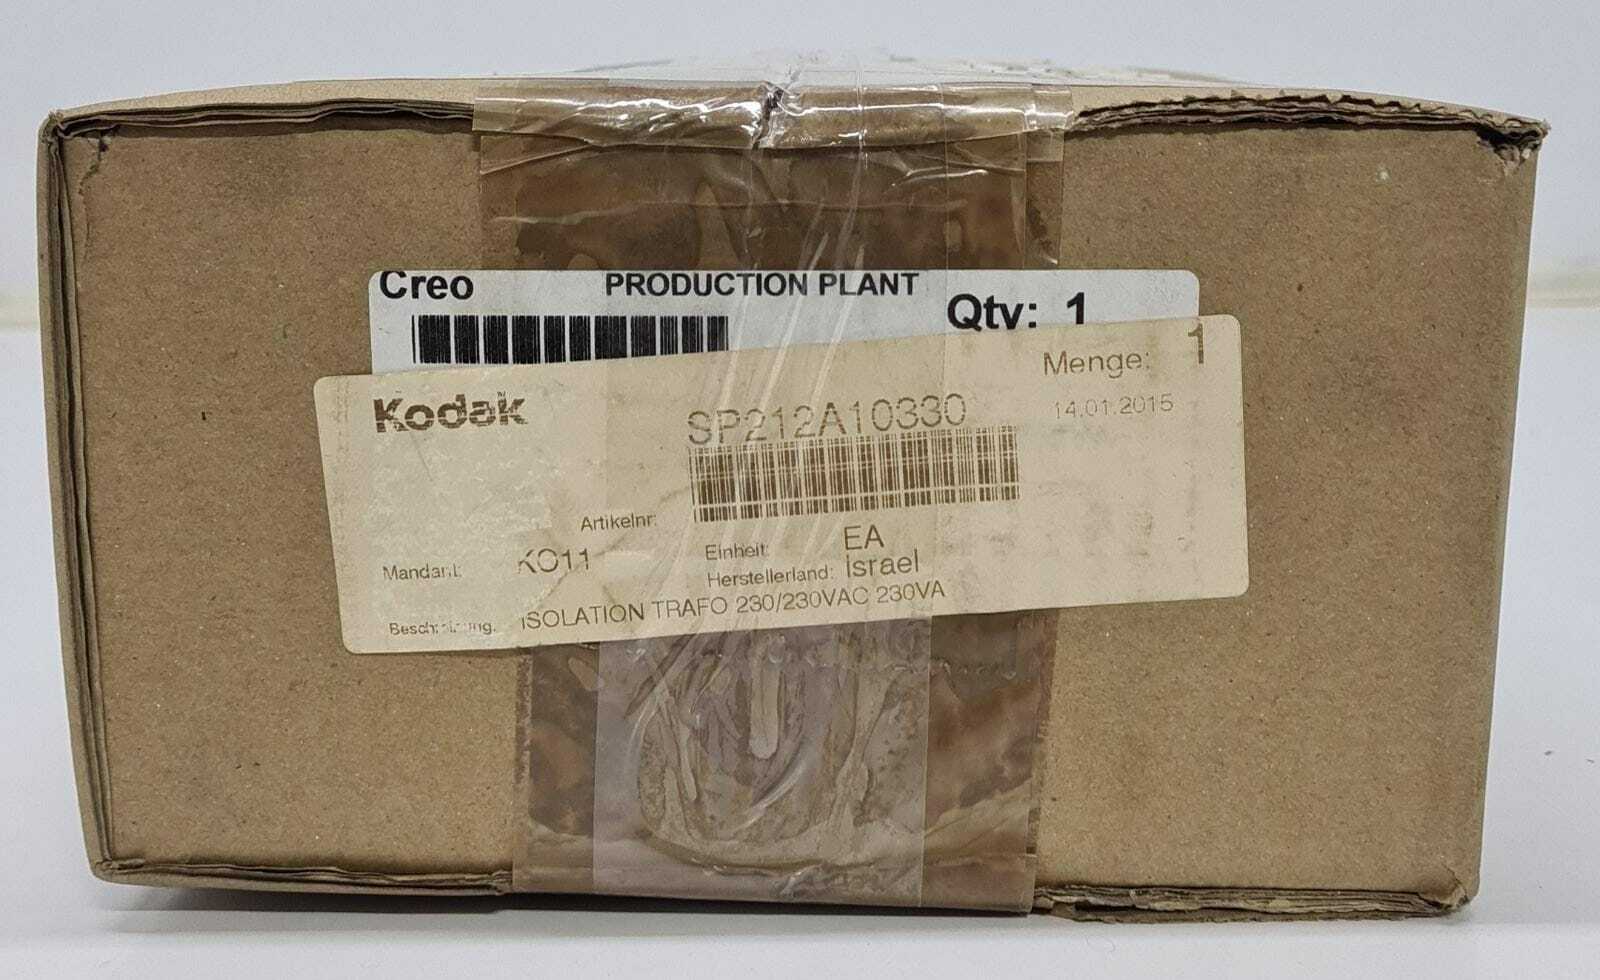 Creo PRODUCTION PLANT
Qty: 1
Kodak SP212A10330 Menge: 1
14.01.2015
Artikelnr:
Mandant: KO11 Einheit: EA
Herstellerland: Israel
ISOLATION TRAFO 230/230VAC 230VA